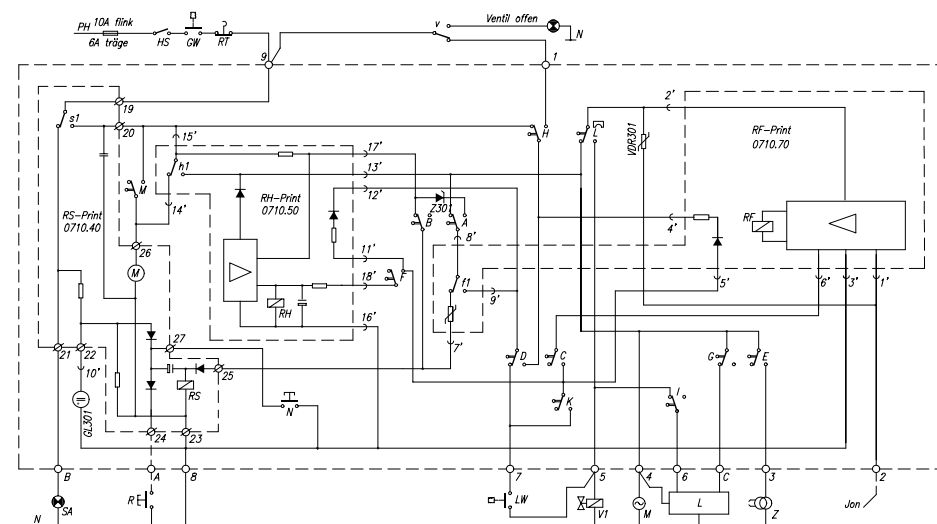 PH 10A flink
6A träge
HS
GW
RT
v
Ventil offen
N
9
1
19
s1
20
15'
H
L
2'
VDR301
RF-Print
0710.70
17'
13'
12'
h1
M
14'
RS-Print
0710.40
RH-Print
0710.50
Z301
B
A
8'
4'
RF
26
M
11'
18'
F
f1
9'
5'
6'
3'
1'
RH
16'
7'
21
22
27
10'
25
RS
GL301
N
D
C
G
E
K
I
24
23
B
A
8
7
5
4
6
C
3
2
SA
R
LW
V1
M
L
Z
Jon
N